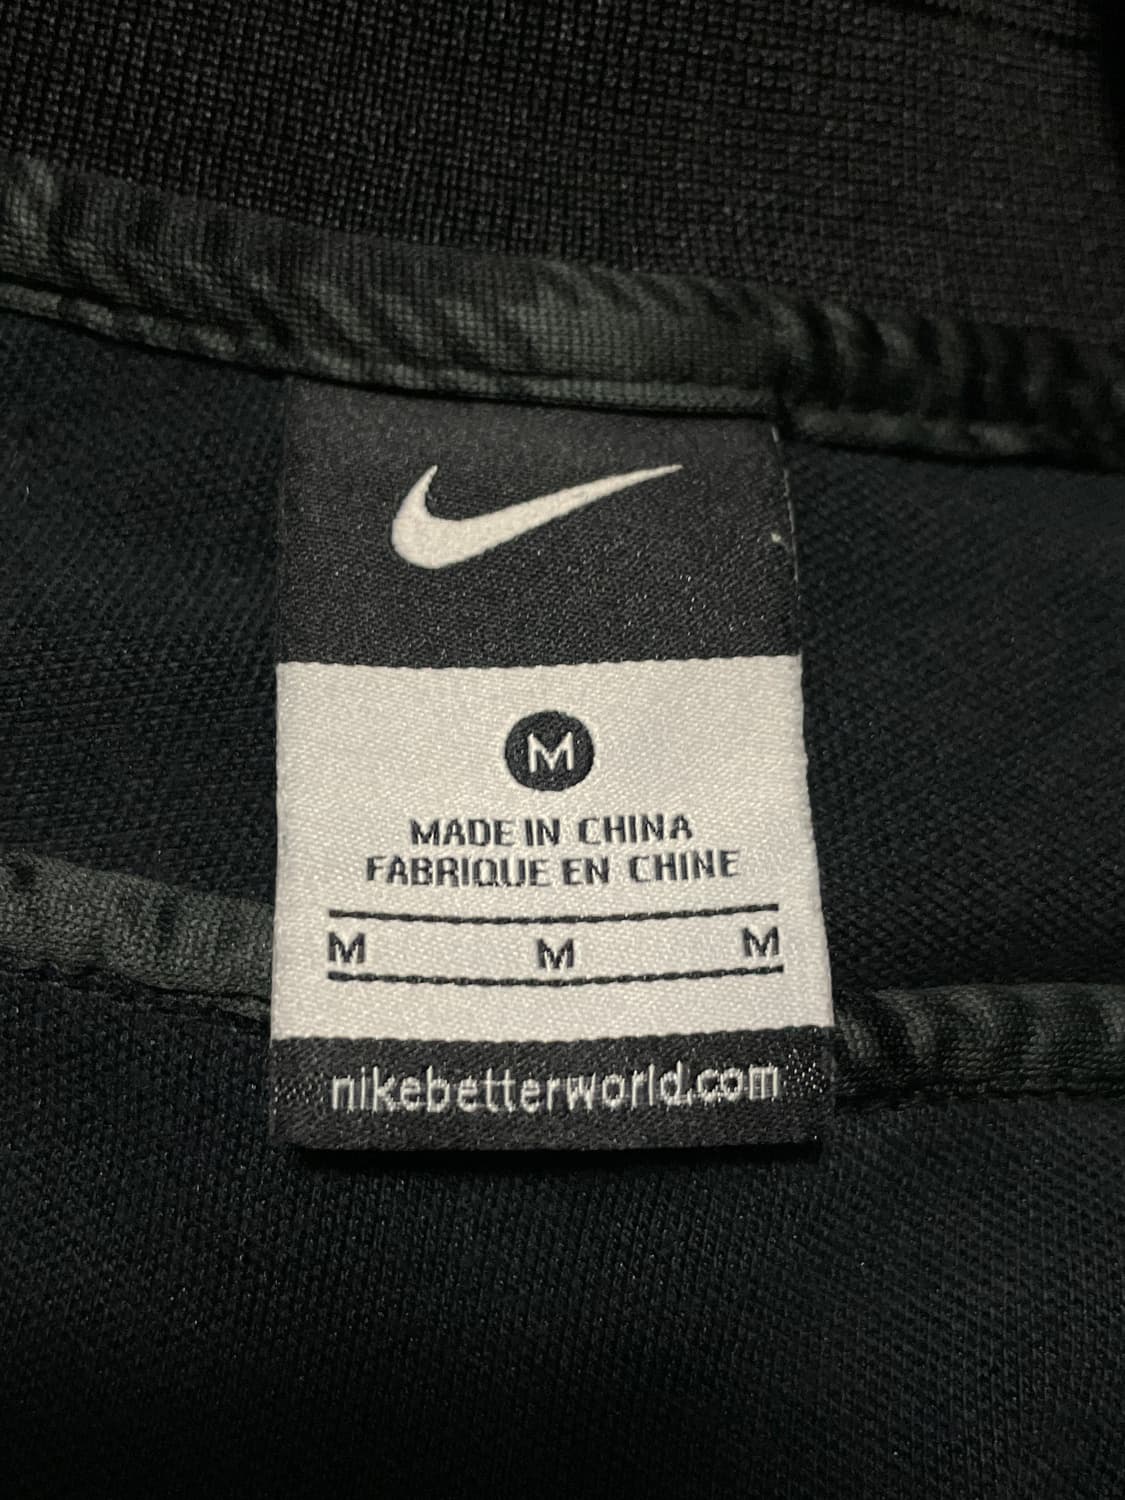 M
MADE IN CHINA
FABRIQUE EN CHINE
M M M
nikebetterworld.com